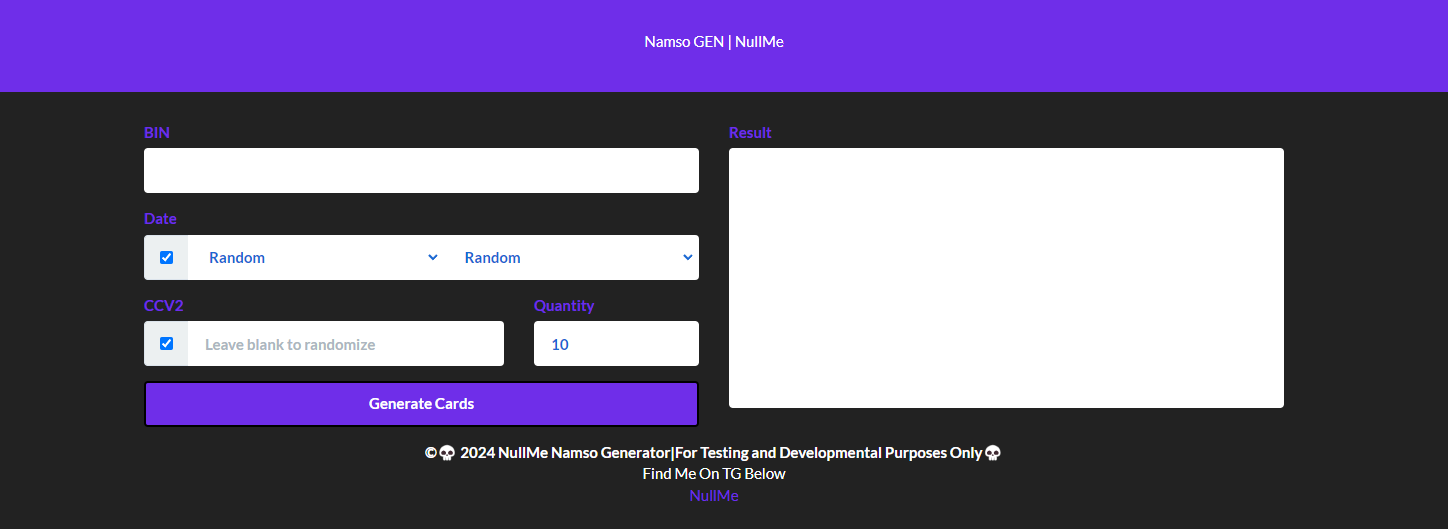 Namso GEN | NullMe
BIN
Date
Random Random
CCV2 Quantity
Leave blank to randomize 10
Generate Cards
Result
©💀 2024 NullMe Namso Generator|For Testing and Developmental Purposes Only💀
Find Me On TG Below
NullMe